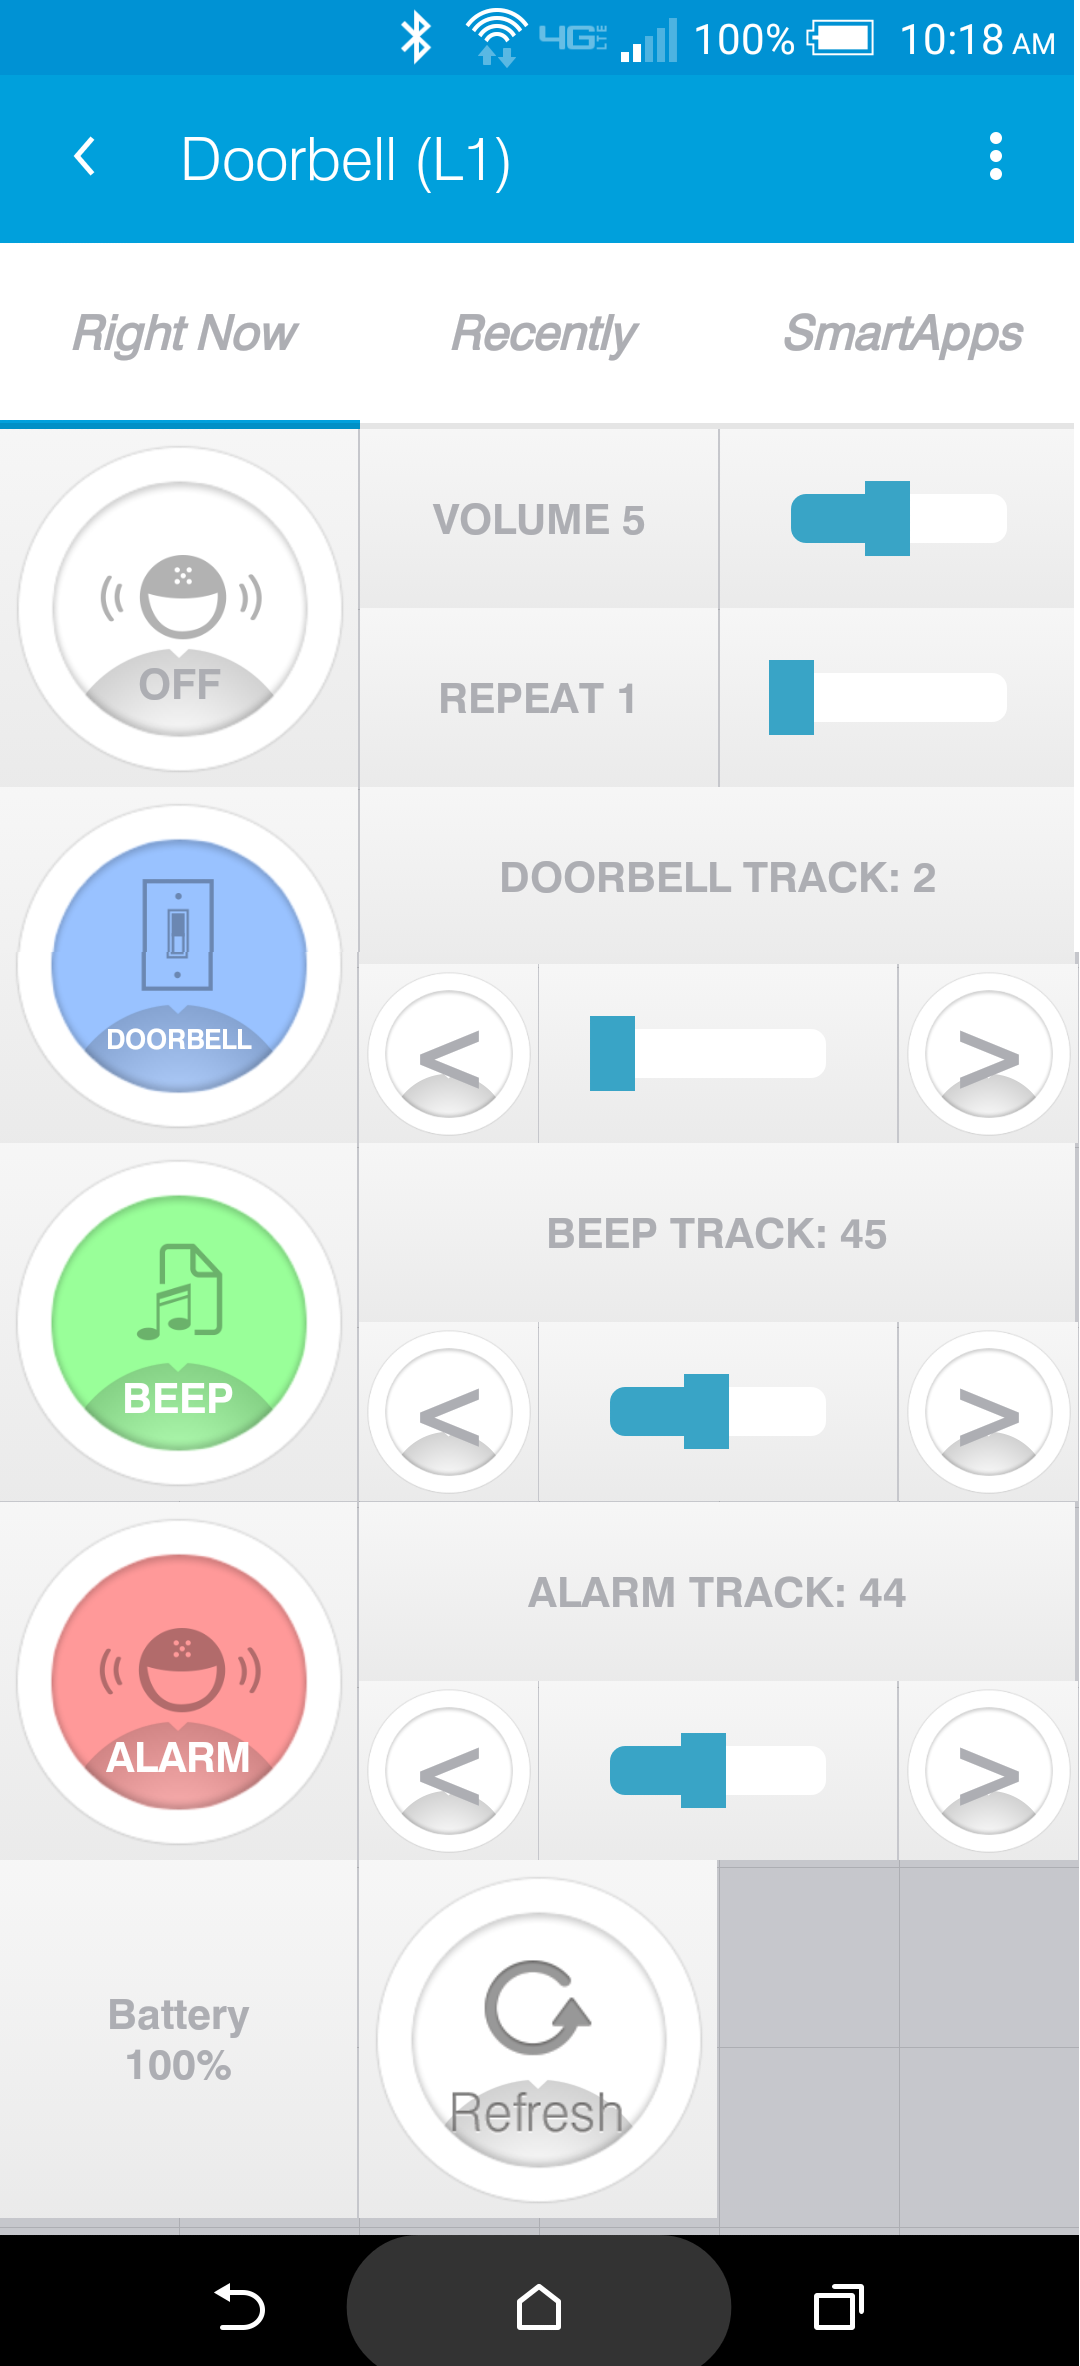 4G LTE 100% 10:18 AM
Doorbell (L1)
Right Now Recently SmartApps
OFF
VOLUME 5
REPEAT 1
DOORBELL
DOORBELL TRACK: 2
< >
BEEP
BEEP TRACK: 45
< >
ALARM
ALARM TRACK: 44
< >
Battery
100%
Refresh